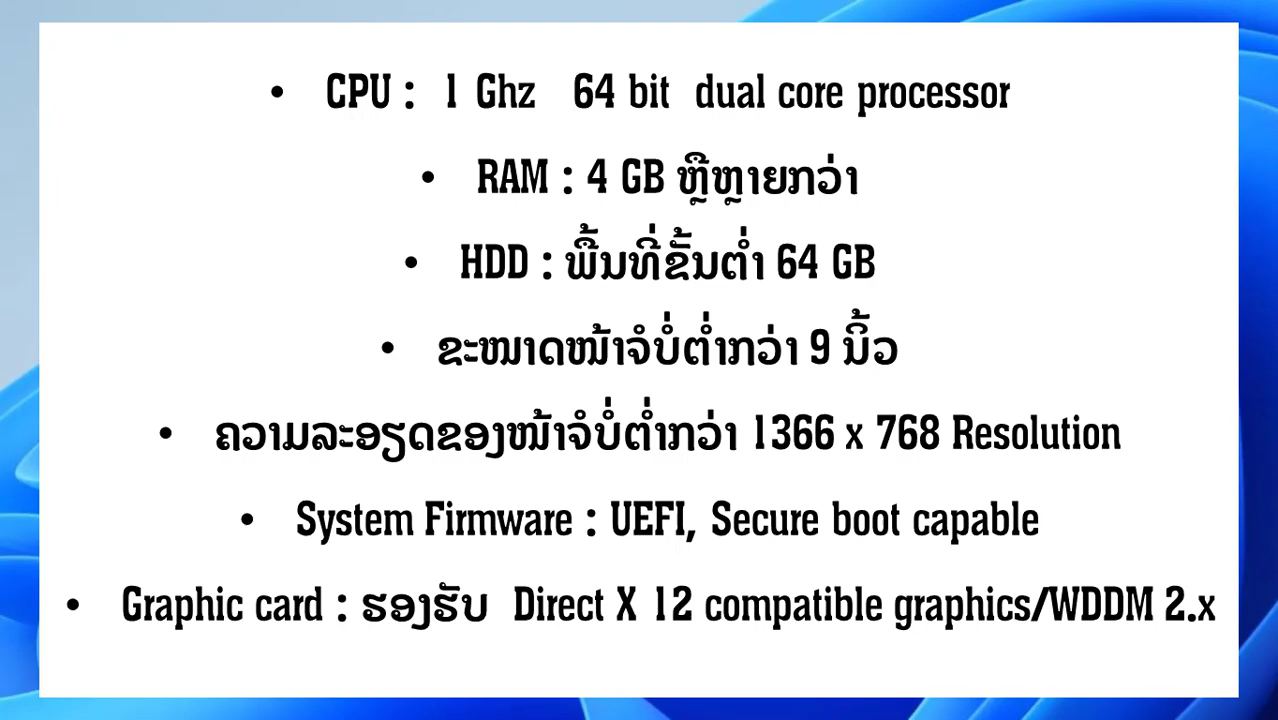 • CPU : 1 Ghz 64 bit dual core processor
• RAM : 4 GB ຫຼືຫຼາຍກວ່າ
• HDD : ພື້ນທີ່ຂັ້ນຕ່ຳ 64 GB
• ຂະໜາດໜ້າຈໍບໍ່ຕ່ຳກວ່າ 9 ນິ້ວ
• ຄວາມລະອຽດຂອງໜ້າຈໍບໍ່ຕ່ຳກວ່າ 1366 x 768 Resolution
• System Firmware : UEFI, Secure boot capable
• Graphic card : ຮອງຮັບ Direct X 12 compatible graphics/WDDM 2.x